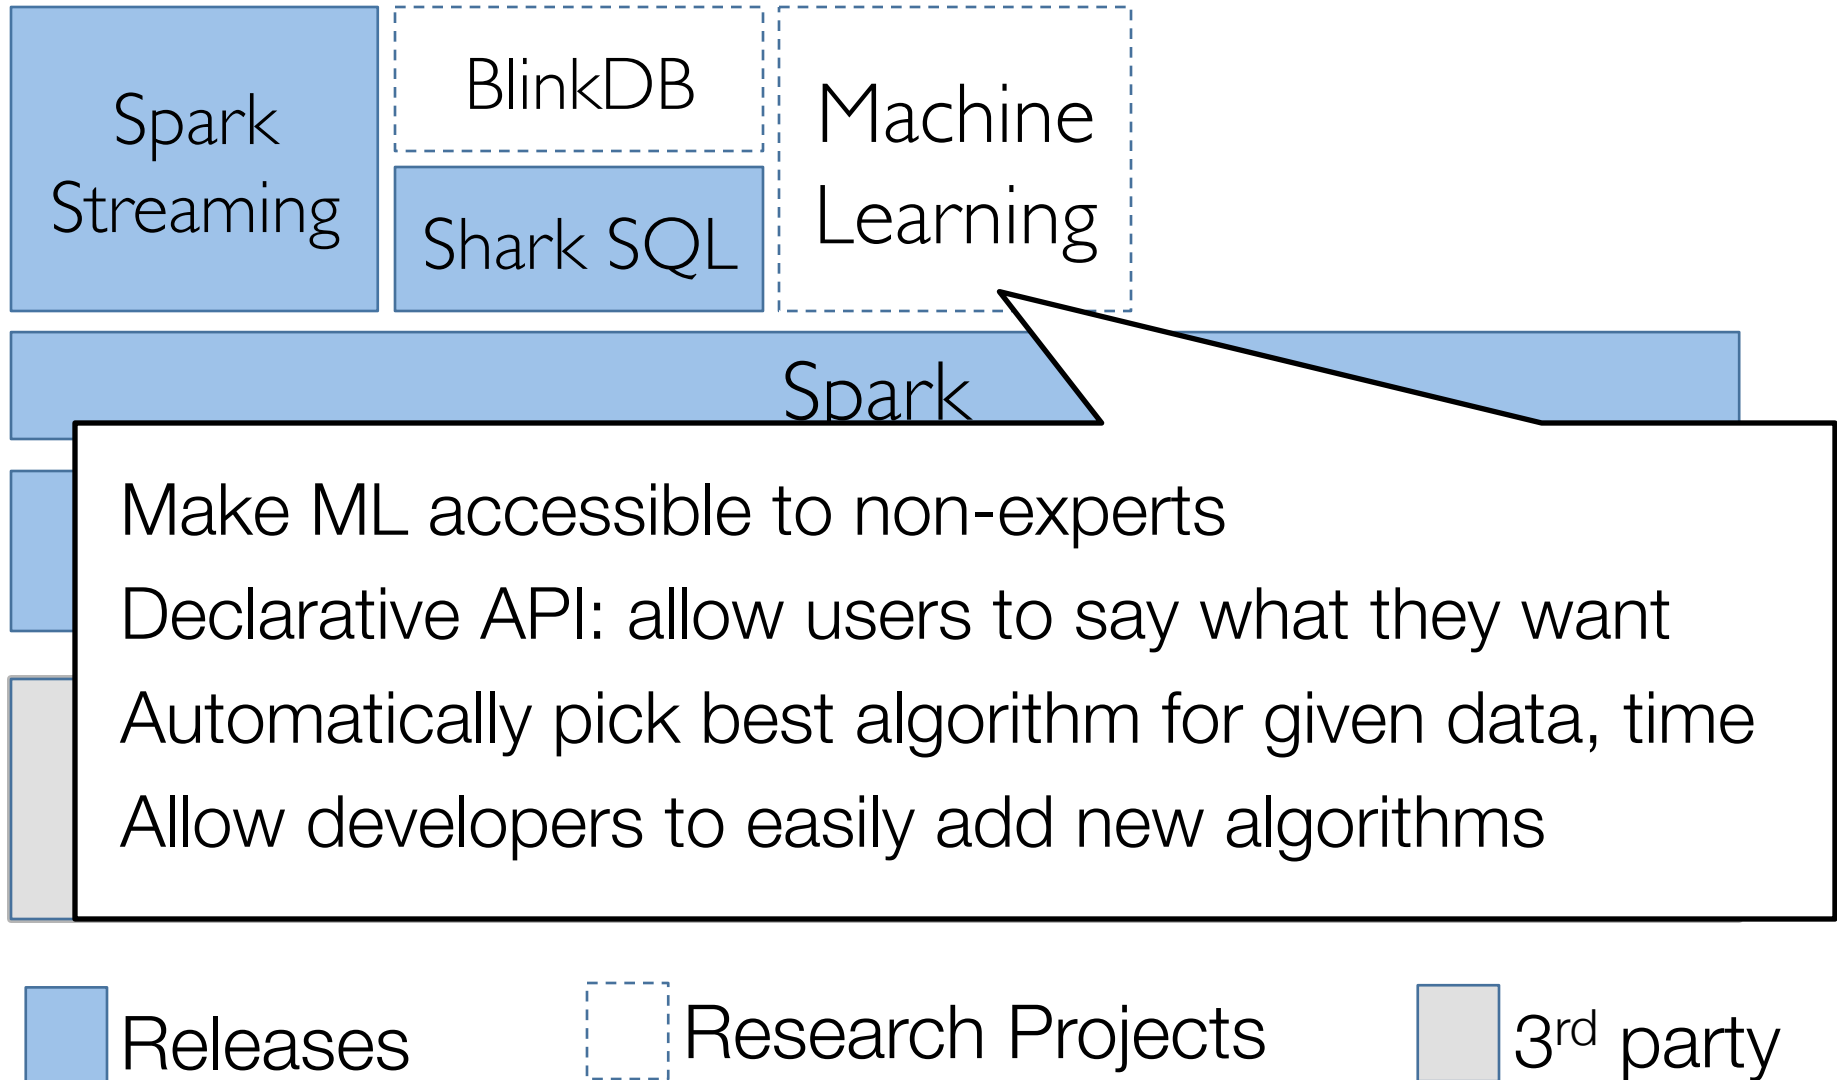 Spark
Streaming
BlinkDB
Shark SQL
Machine
Learning
Spark
Make ML accessible to non-experts
Declarative API: allow users to say what they want
Automatically pick best algorithm for given data, time
Allow developers to easily add new algorithms
Releases
Research Projects
3rd party